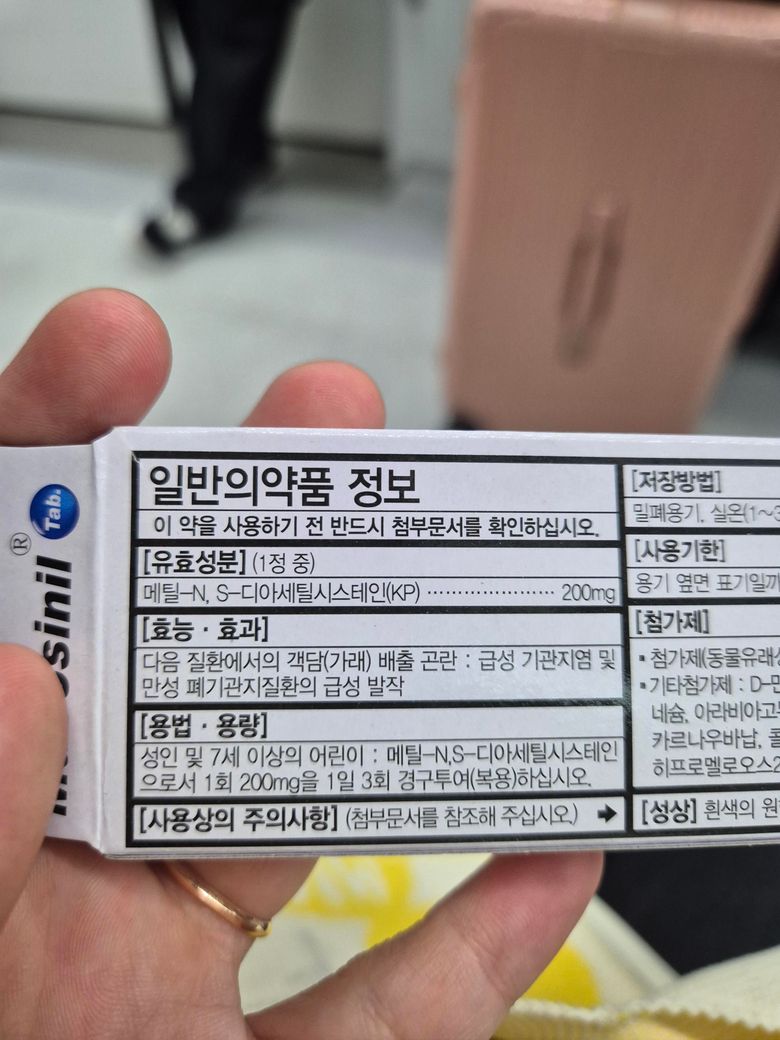 일반의약품 정보
이 약을 사용하기 전 반드시 첨부문서를 확인하십시오.
[유효성분] (1정 중)
메틸-N, S-디아세틸시스테인(KP) ····················· 200mg
[효능 · 효과]
다음 질환에서의 객담(가래) 배출 곤란 : 급성 기관지염 및
만성 폐기관지질환의 급성 발작
[용법 · 용량]
성인 및 7세 이상의 어린이 : 메틸-N,S-디아세틸시스테인
으로서 1회 200mg을 1일 3회 경구투여(복용)하십시오.
[사용상의 주의사항] (첨부문서를 참조해 주십시오.) ➔
[저장방법]
밀폐용기, 실온(1~3
[사용기한]
용기 옆면 표기일까
[첨가제]
▪ 첨가제(동물유래성
▪ 기타첨가제 : D-만
네슘, 아라비아고무
카르나우바납, 콜
히프로멜로오스2
[성상] 흰색의 원
sinil® Tab.